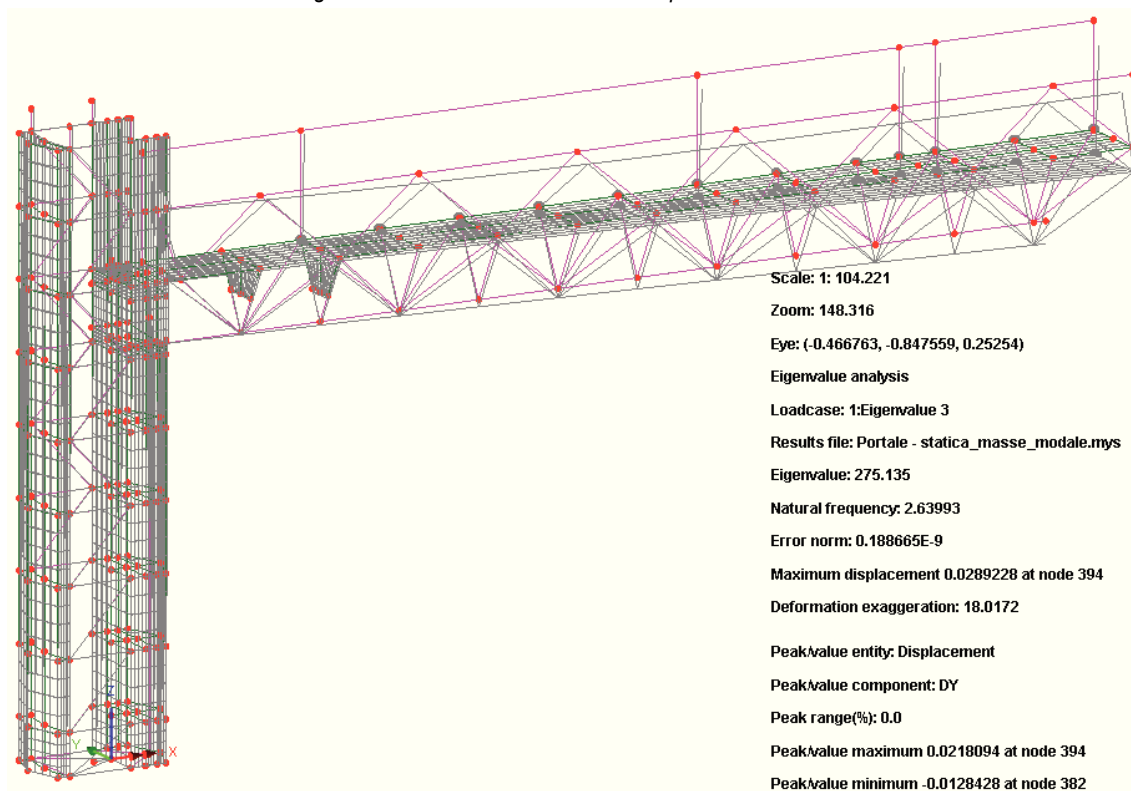 Z
Y
X
Scale: 1: 104.221
Zoom: 148.316
Eye: (-0.466763, -0.847559, 0.25254)
Eigenvalue analysis
Loadcase: 1:Eigenvalue 3
Results file: Portale - statica_masse_modale.mys
Eigenvalue: 275.135
Natural frequency: 2.63993
Error norm: 0.188665E-9
Maximum displacement 0.0289228 at node 394
Deformation exaggeration: 18.0172
Peak/value entity: Displacement
Peak/value component: DY
Peak range(%): 0.0
Peak/value maximum 0.0218094 at node 394
Peak/value minimum -0.0128428 at node 382